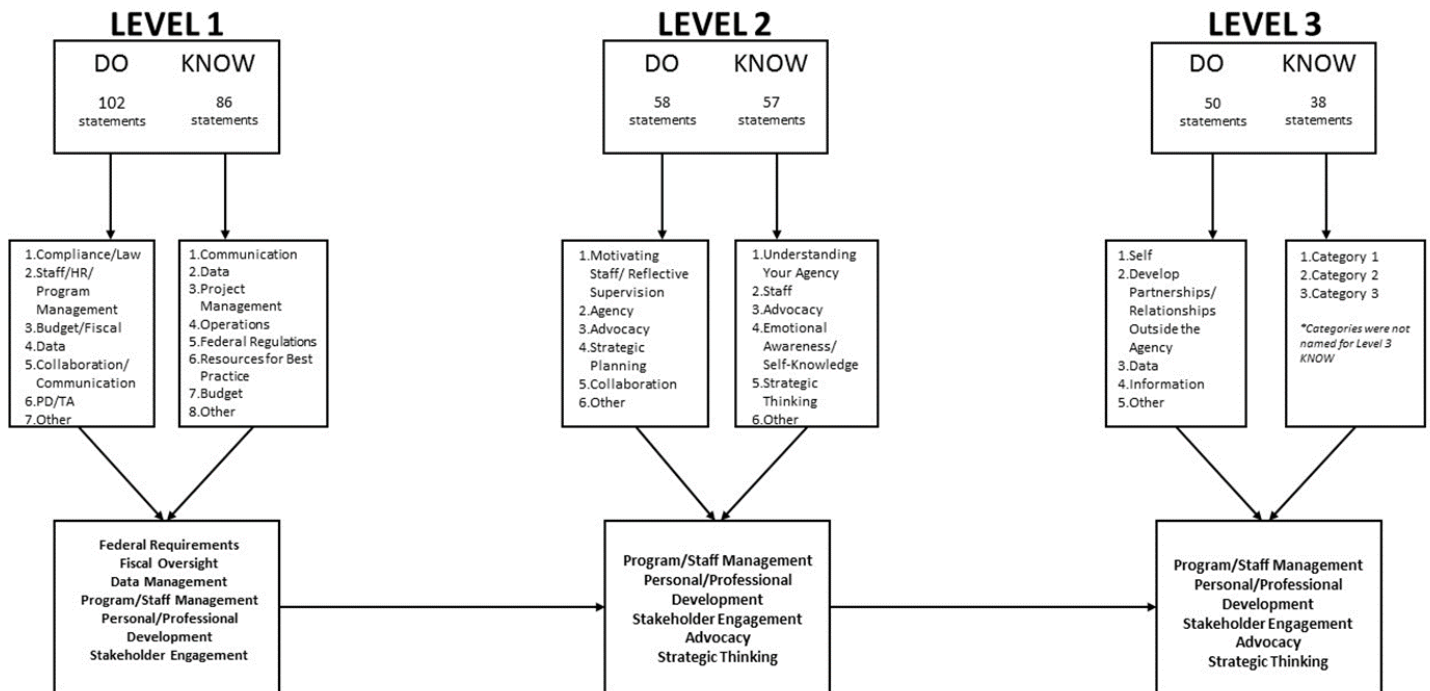 LEVEL 1
DO KNOW
102 86
statements statements
1.Compliance/Law
2.Staff/HR/
Program
Management
3.Budget/Fiscal
4.Data
5.Collaboration/
Communication
6.PD/TA
7.Other
1.Communication
2.Data
3.Project
Management
4.Operations
5.Federal Regulations
6.Resources for Best
Practice
7.Budget
8.Other
Federal Requirements
Fiscal Oversight
Data Management
Program/Staff Management
Personal/Professional
Development
Stakeholder Engagement
LEVEL 2
DO KNOW
58 57
statements statements
1.Motivating
Staff/ Reflective
Supervision
2.Agency
3.Advocacy
4.Strategic
Planning
5.Collaboration
6.Other
1.Understanding
Your Agency
2.Staff
3.Advocacy
4.Emotional
Awareness/
Self-Knowledge
5.Strategic
Thinking
6.Other
Program/Staff Management
Personal/Professional
Development
Stakeholder Engagement
Advocacy
Strategic Thinking
LEVEL 3
DO KNOW
50 38
statements statements
1.Self
2.Develop
Partnerships/
Relationships
Outside the
Agency
3.Data
4.Information
5.Other
1.Category 1
2.Category 2
3.Category 3
*Categories were not
named for Level 3
KNOW
Program/Staff Management
Personal/Professional
Development
Stakeholder Engagement
Advocacy
Strategic Thinking